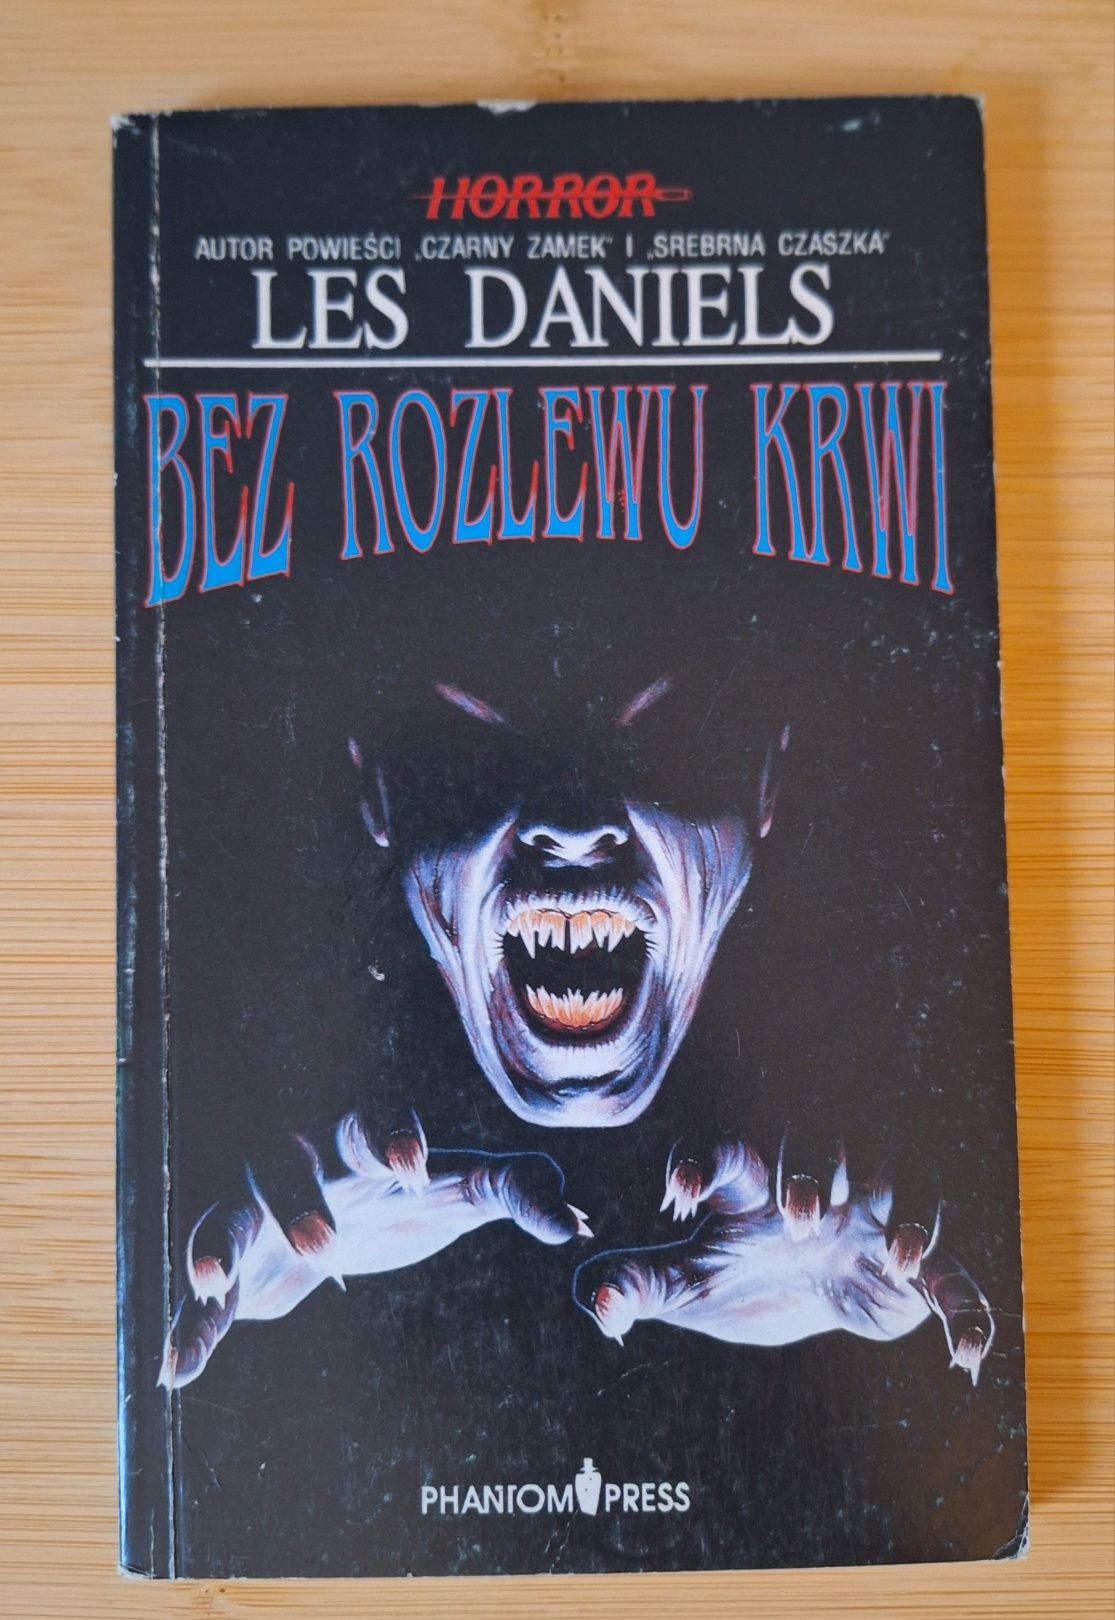 HORROR
AUTOR POWIEŚCI „CZARNY ZAMEK" I „SREBRNA CZASZKA"
LES DANIELS
BEZ ROZLEWU KRWI
PHANTOM PRESS